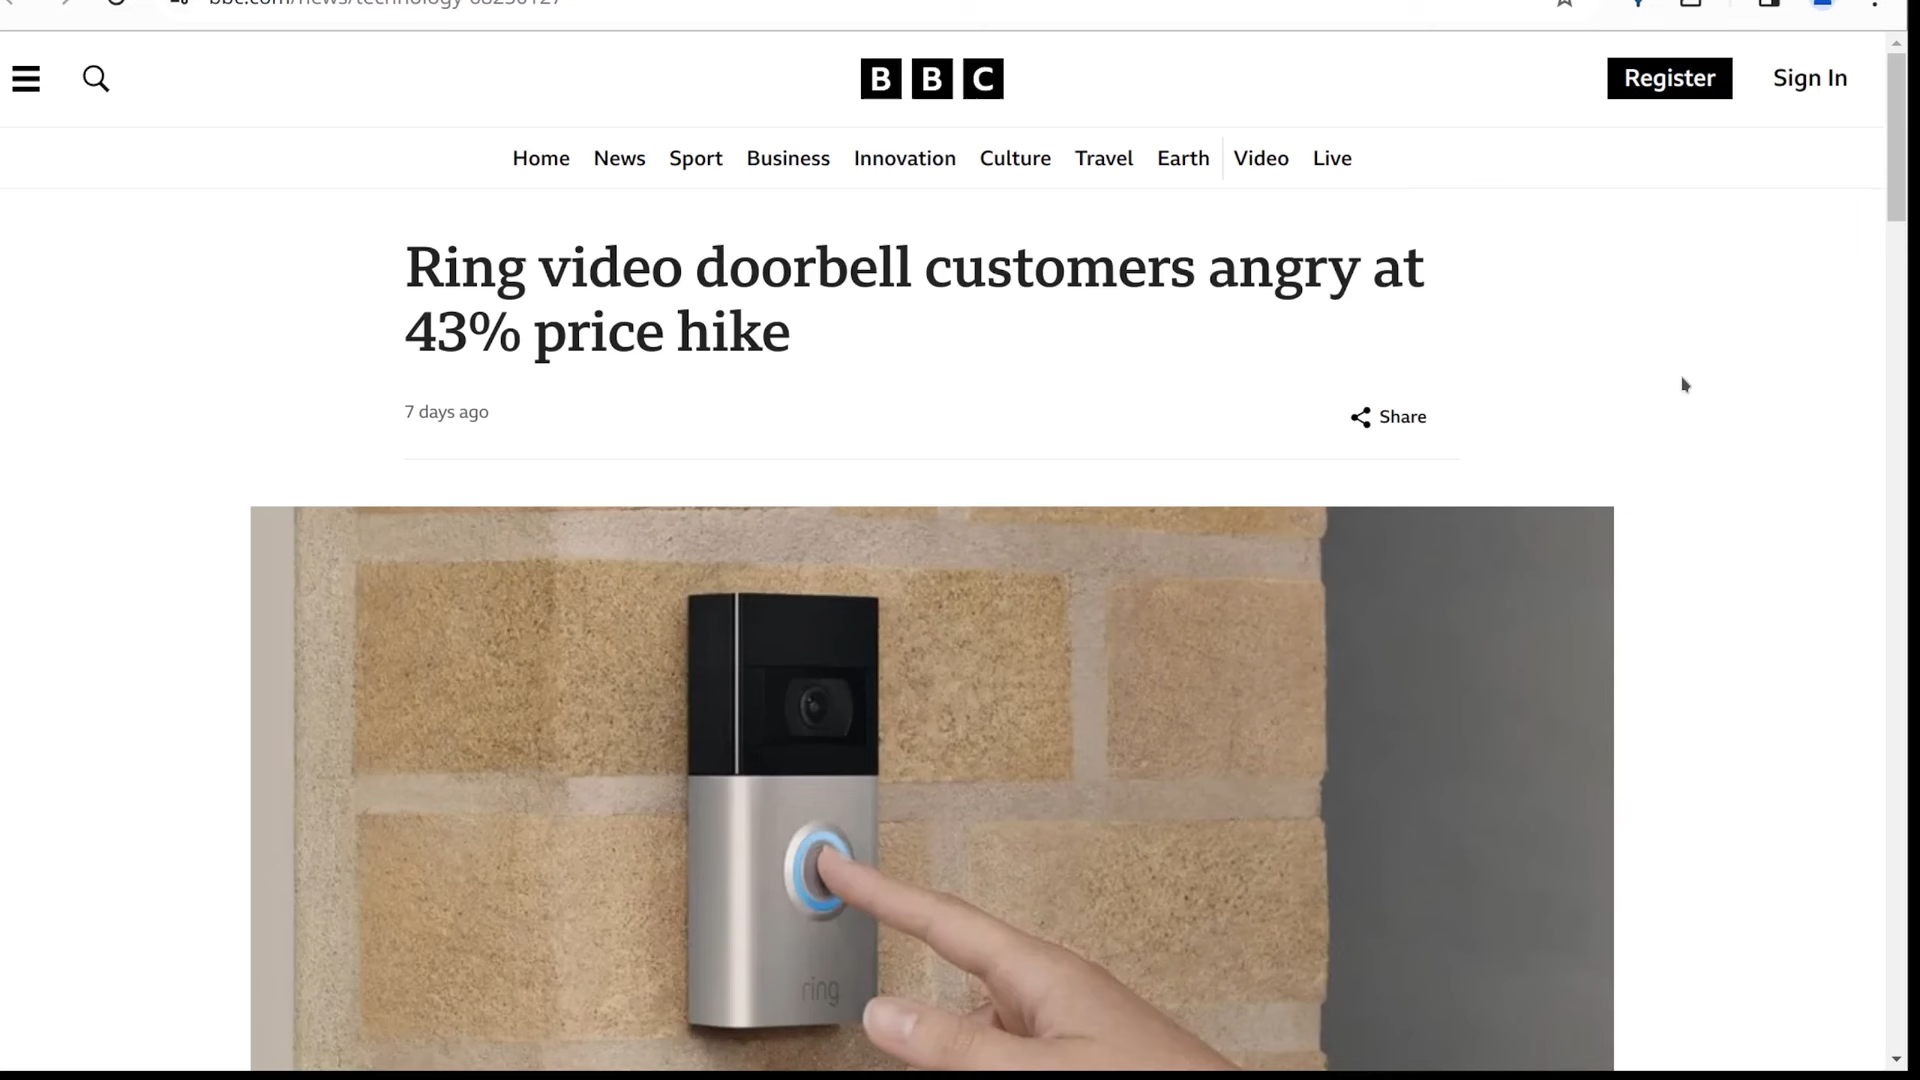 BBC
Register
Sign In
Home
News
Sport
Business
Innovation
Culture
Travel
Earth
Video
Live
Ring video doorbell customers angry at
43% price hike
7 days ago
Share
ring